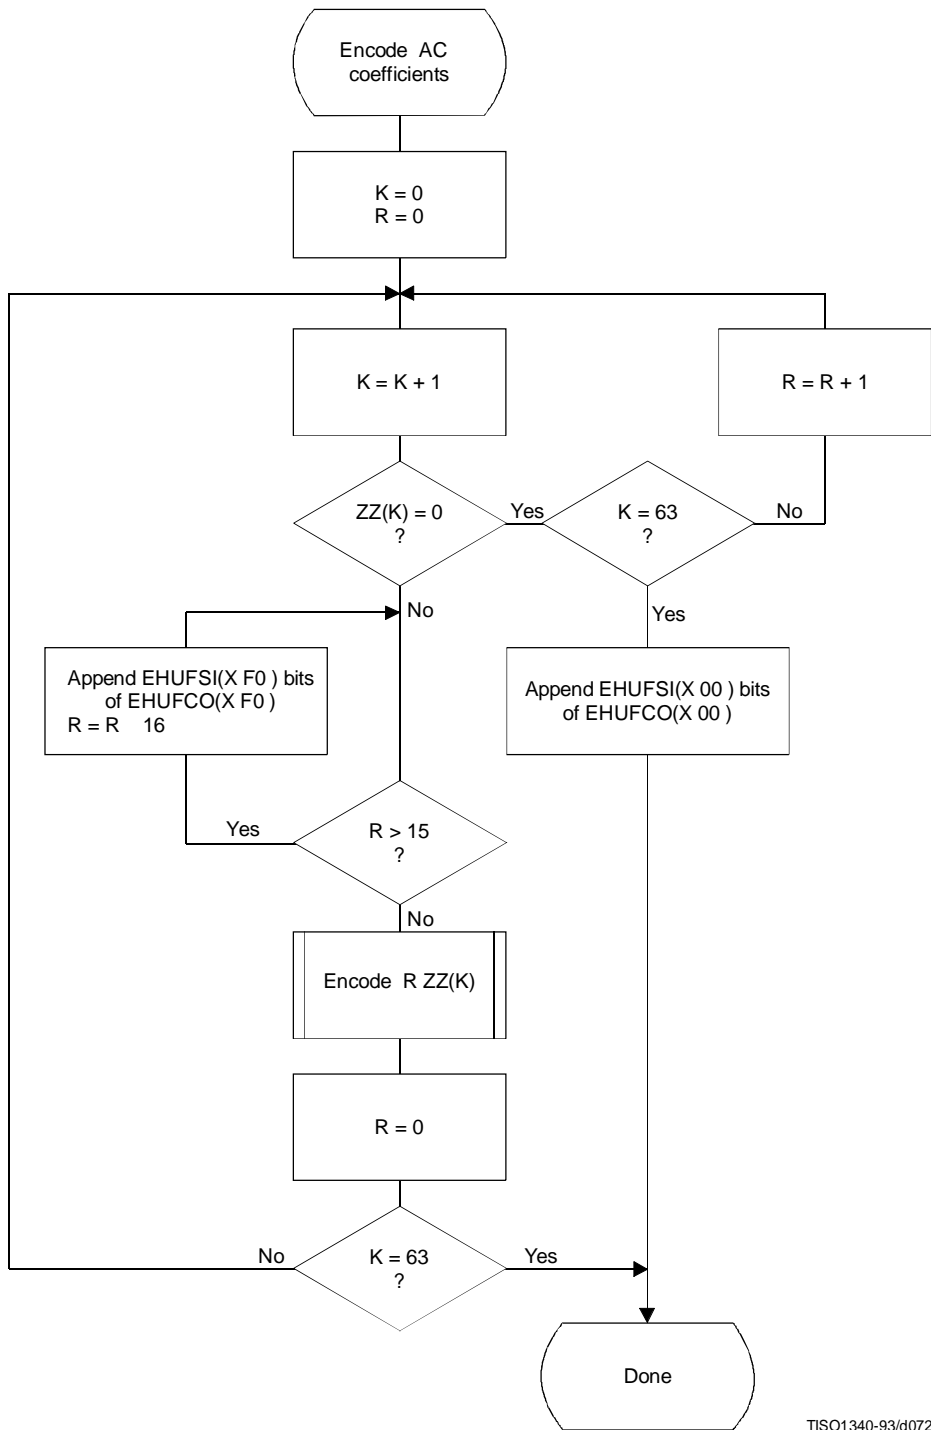 Encode AC
coefficients
K = 0
R = 0
K = K + 1
R = R + 1
ZZ(K) = 0
?
Yes
K = 63
?
No
No
Yes
Append EHUFSI(X F0 ) bits
of EHUFCO(X F0 )
R = R 16
Append EHUFSI(X 00 ) bits
of EHUFCO(X 00 )
Yes
R > 15
?
No
Encode R ZZ(K)
R = 0
No
K = 63
?
Yes
Done
TISO1340-93/d072